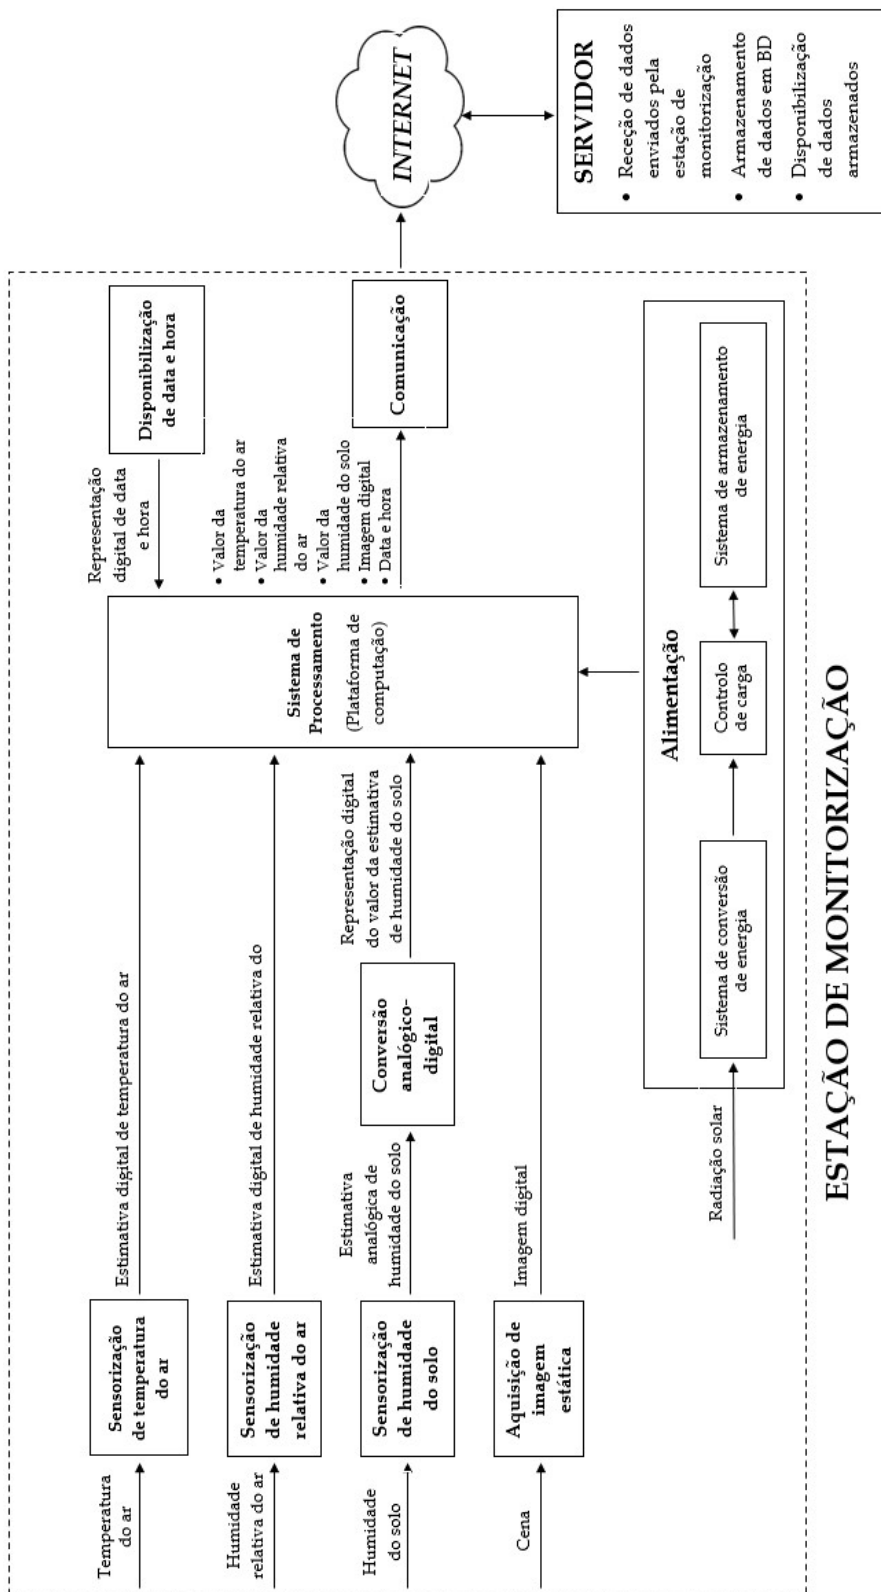 Temperatura
do ar
Sensorização
de temperatura
do ar
Estimativa digital de temperatura do ar
Humidade
relativa do ar
Sensorização
de humidade
relativa do ar
Estimativa digital de humidade relativa do
Humidade
do solo
Sensorização
de humidade
do solo
Estimativa
analógica de
humidade do solo
Conversão
analógico-
digital
Representação digital
do valor da estimativa
de humidade do solo
Cena
Aquisição de
imagem
estática
Imagem digital
Sistema de
Processamento
(Plataforma de
computação)
Representação
digital de data
e hora
Disponibilização
de data e hora
• Valor da
temperatura do ar
• Valor da
humidade relativa
do ar
• Valor da
humidade do solo
• Imagem digital
• Data e hora
Comunicação
INTERNET
Radiação solar
Alimentação
Sistema de conversão
de energia
Controlo
de carga
Sistema de armazenamento
de energia
SERVIDOR
• Receção de dados
enviados pela
estação de
monitorização
• Armazenamento
de dados em BD
• Disponibilização
de dados
armazenados
ESTAÇÃO DE MONITORIZAÇÃO